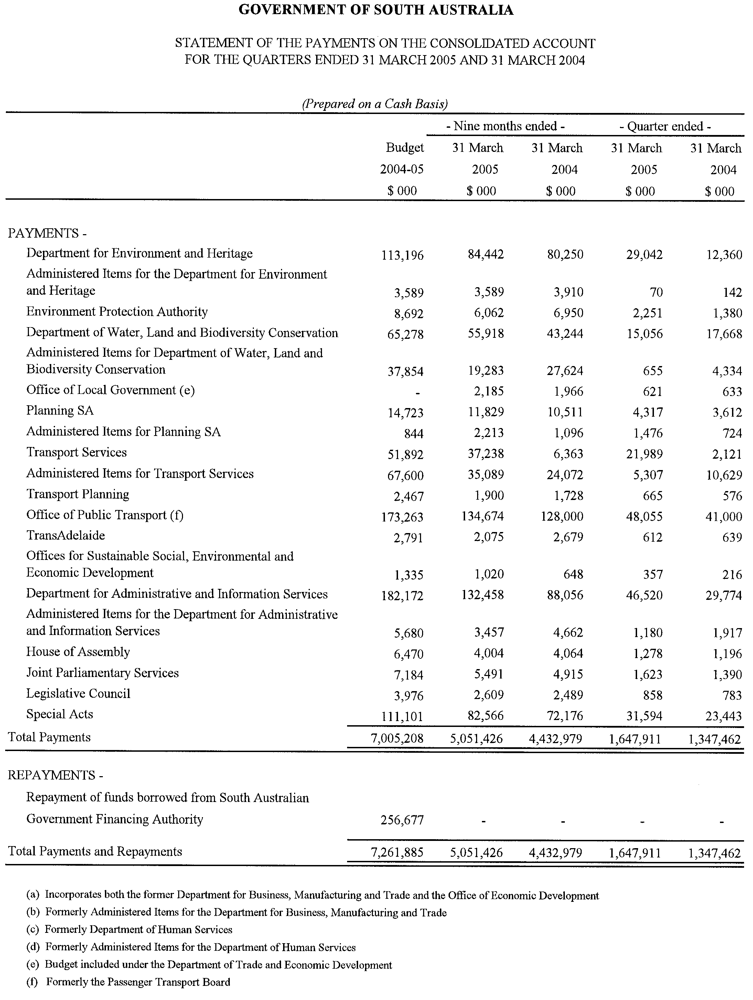 GOVERNMENT OF SOUTH AUSTRALIA
STATEMENT OF THE PAYMENTS ON THE CONSOLIDATED ACCOUNT
FOR THE QUARTERS ENDED 31 MARCH 2005 AND 31 MARCH 2004
(Prepared on a Cash Basis)
- Nine months ended - - Quarter ended -
Budget 31 March 31 March 31 March 31 March
2004-05 2005 2004 2005 2004
$ 000 $ 000 $ 000 $ 000 $ 000
PAYMENTS -
Department for Environment and Heritage 113,196 84,442 80,250 29,042 12,360
Administered Items for the Department for Environment
and Heritage 3,589 3,589 3,910 70 142
Environment Protection Authority 8,692 6,062 6,950 2,251 1,380
Department of Water, Land and Biodiversity Conservation 65,278 55,918 43,244 15,056 17,668
Administered Items for Department of Water, Land and
Biodiversity Conservation 37,854 19,283 27,624 655 4,334
Office of Local Government (e) - 2,185 1,966 621 633
Planning SA 14,723 11,829 10,511 4,317 3,612
Administered Items for Planning SA 844 2,213 1,096 1,476 724
Transport Services 51,892 37,238 6,363 21,989 2,121
Administered Items for Transport Services 67,600 35,089 24,072 5,307 10,629
Transport Planning 2,467 1,900 1,728 665 576
Office of Public Transport (f) 173,263 134,674 128,000 48,055 41,000
TransAdelaide 2,791 2,075 2,679 612 639
Offices for Sustainable Social, Environmental and
Economic Development 1,335 1,020 648 357 216
Department for Administrative and Information Services 182,172 132,458 88,056 46,520 29,774
Administered Items for the Department for Administrative
and Information Services 5,680 3,457 4,662 1,180 1,917
House of Assembly 6,470 4,004 4,064 1,278 1,196
Joint Parliamentary Services 7,184 5,491 4,915 1,623 1,390
Legislative Council 3,976 2,609 2,489 858 783
Special Acts 111,101 82,566 72,176 31,594 23,443
Total Payments 7,005,208 5,051,426 4,432,979 1,647,911 1,347,462
REPAYMENTS -
Repayment of funds borrowed from South Australian
Government Financing Authority 256,677 - - - -
Total Payments and Repayments 7,261,885 5,051,426 4,432,979 1,647,911 1,347,462
(a) Incorporates both the former Department for Business, Manufacturing and Trade and the Office of Economic Development
(b) Formerly Administered Items for the Department for Business, Manufacturing and Trade
(c) Formerly Department of Human Services
(d) Formerly Administered Items for the Department of Human Services
(e) Budget included under the Department of Trade and Economic Development
(f) Formerly the Passenger Transport Board